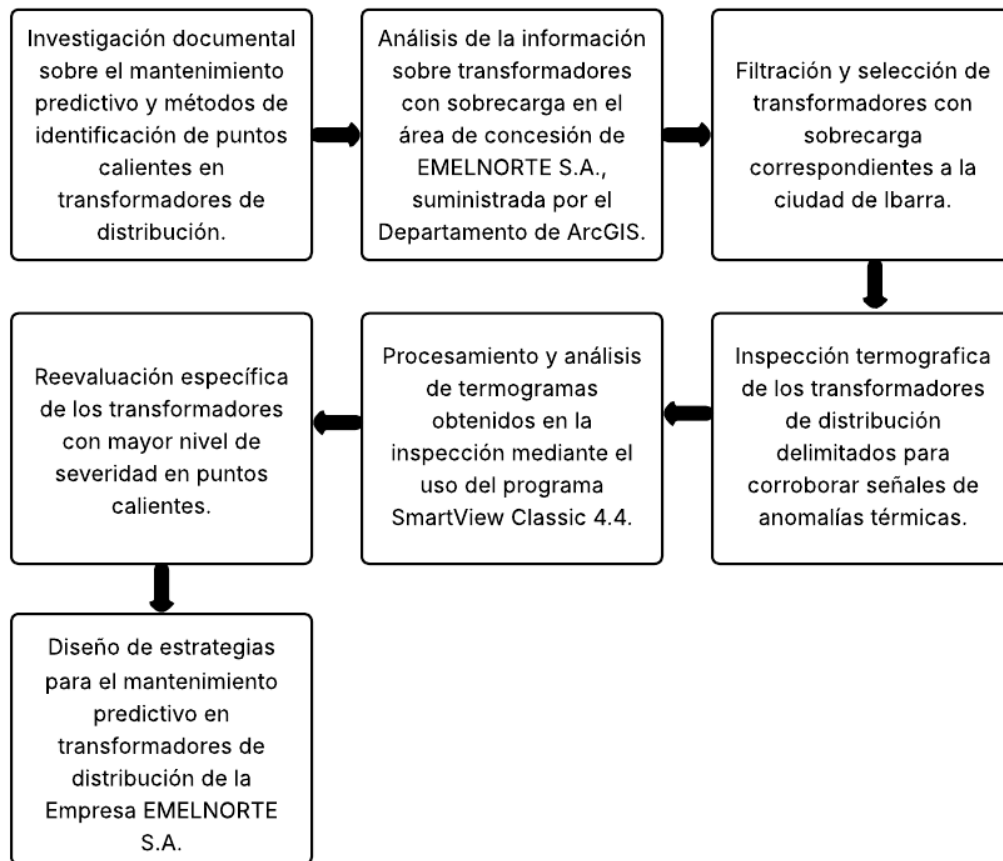 Investigación documental
sobre el mantenimiento
predictivo y métodos de
identificación de puntos
calientes en
transformadores de
distribución.
Análisis de la información
sobre transformadores
con sobrecarga en el
área de concesión de
EMELNORTE S.A.,
suministrada por el
Departamento de ArcGIS.
Filtración y selección de
transformadores con
sobrecarga
correspondientes a la
ciudad de Ibarra.
Inspección termografica
de los transformadores
de distribución
delimitados para
corroborar señales de
anomalías térmicas.
Procesamiento y análisis
de termogramas
obtenidos en la
inspección mediante el
uso del programa
SmartView Classic 4.4.
Reevaluación específica
de los transformadores
con mayor nivel de
severidad en puntos
calientes.
Diseño de estrategias
para el mantenimiento
predictivo en
transformadores de
distribución de la
Empresa EMELNORTE
S.A.